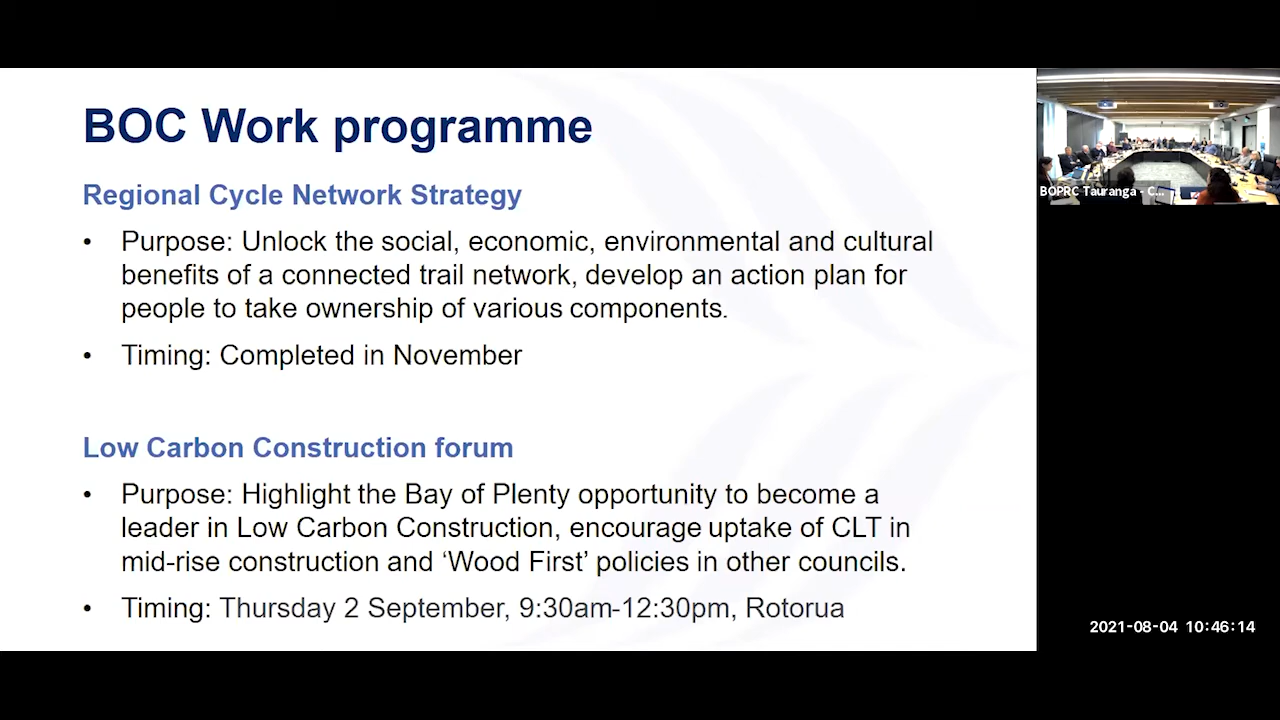 BOC Work programme
Regional Cycle Network Strategy
• Purpose: Unlock the social, economic, environmental and cultural
benefits of a connected trail network, develop an action plan for
people to take ownership of various components.
• Timing: Completed in November
Low Carbon Construction forum
• Purpose: Highlight the Bay of Plenty opportunity to become a
leader in Low Carbon Construction, encourage uptake of CLT in
mid-rise construction and ‘Wood First’ policies in other councils.
• Timing: Thursday 2 September, 9:30am-12:30pm, Rotorua
BOPRC Tauranga - C...
2021-08-04 10:46:14